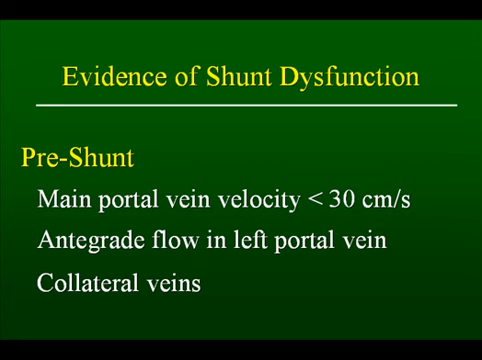 Evidence of Shunt Dysfunction
Pre-Shunt
Main portal vein velocity < 30 cm/s
Antegrade flow in left portal vein
Collateral veins